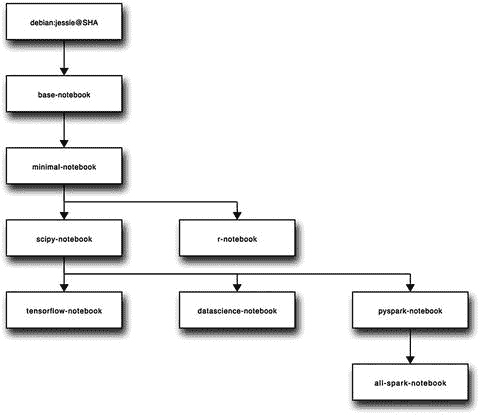 debian:jessie@SHA
base-notebook
minimal-notebook
scipy-notebook
r-notebook
tensorflow-notebook
datascience-notebook
pyspark-notebook
all-spark-notebook